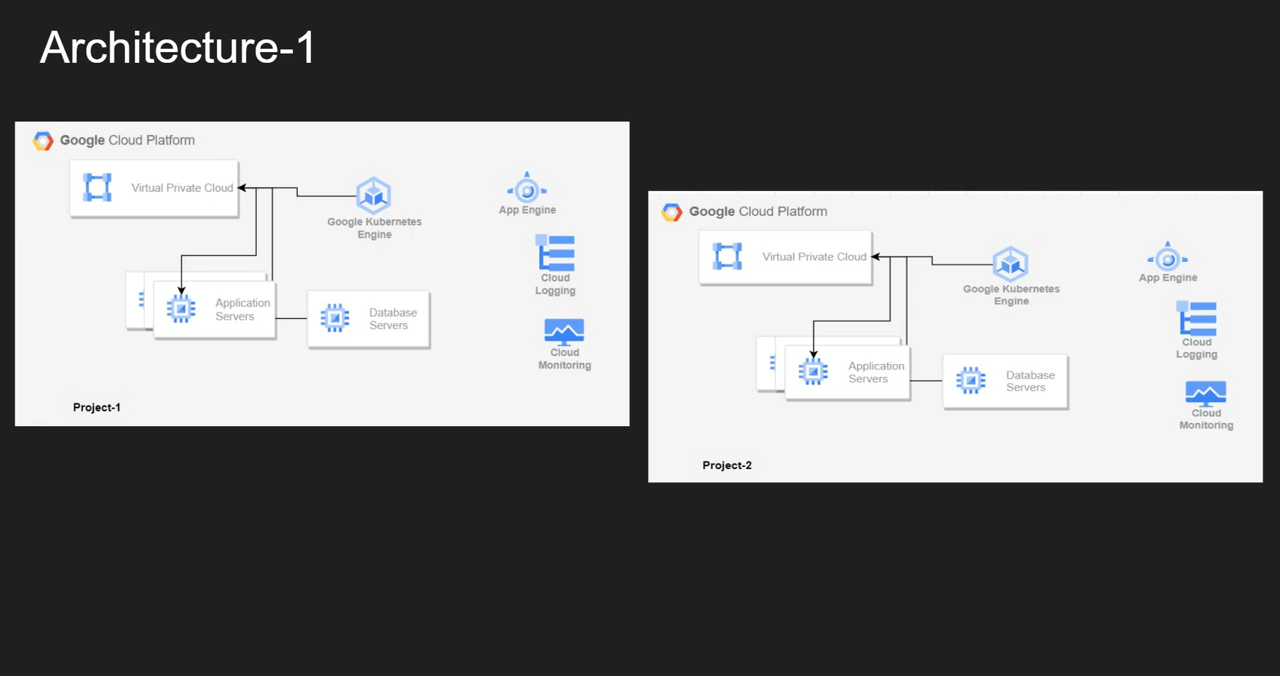 Architecture-1
Google Cloud Platform
Virtual Private Cloud
Google Kubernetes
Engine
App Engine
Cloud
Logging
Application
Servers
Database
Servers
Cloud
Monitoring
Project-1
Google Cloud Platform
Virtual Private Cloud
Google Kubernetes
Engine
App Engine
Cloud
Logging
Application
Servers
Database
Servers
Cloud
Monitoring
Project-2